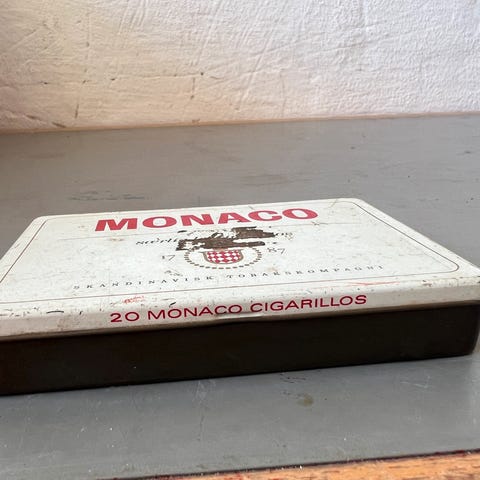 MONACO
17 87
SKANDINAVISK TOBAKSKOMPAGNI
20 MONACO CIGARILLOS